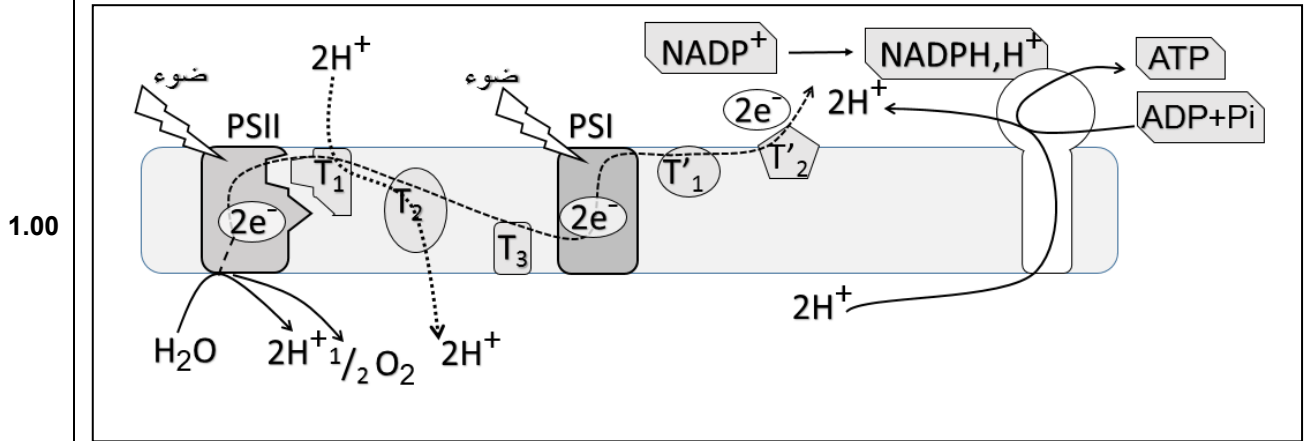 1.00
NADP+ NADPH,H+ ATP
2H+
ضوء ضوء
2e- 2H+ ADP+Pi
PSII PSI
T1 T2 T'1 T'2
2e- 2e-
T3
2H+
H2O 2H+ 1/2 O2 2H+